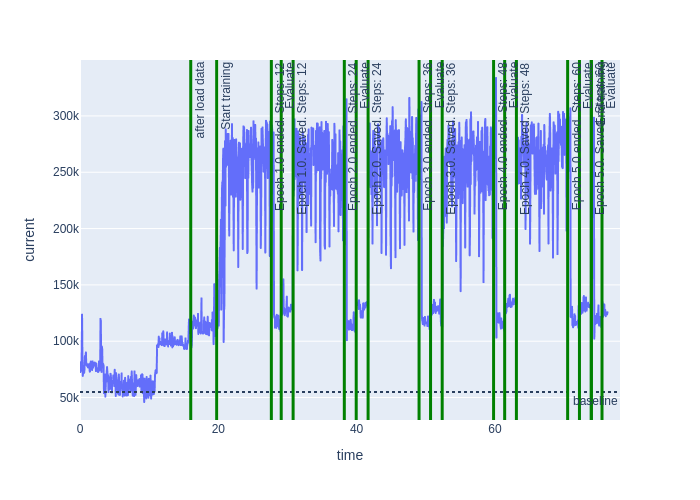 after load data
Start training
Epoch 1.0 ended. Steps: 12
Evaluate
Epoch 1.0. Saved. Steps: 12
Epoch 2.0 ended. Steps: 24
Evaluate
Epoch 2.0. Saved. Steps: 24
Epoch 3.0 ended. Steps: 36
Evaluate
Epoch 3.0. Saved. Steps: 36
Epoch 4.0 ended. Steps: 48
Evaluate
Epoch 4.0. Saved. Steps: 48
Epoch 5.0 ended. Steps: 60
Evaluate
Epoch 5.0. Saved. Steps: 60
Evaluate
300k
250k
200k
150k
100k
50k
current
baseline
0
20
40
60
time